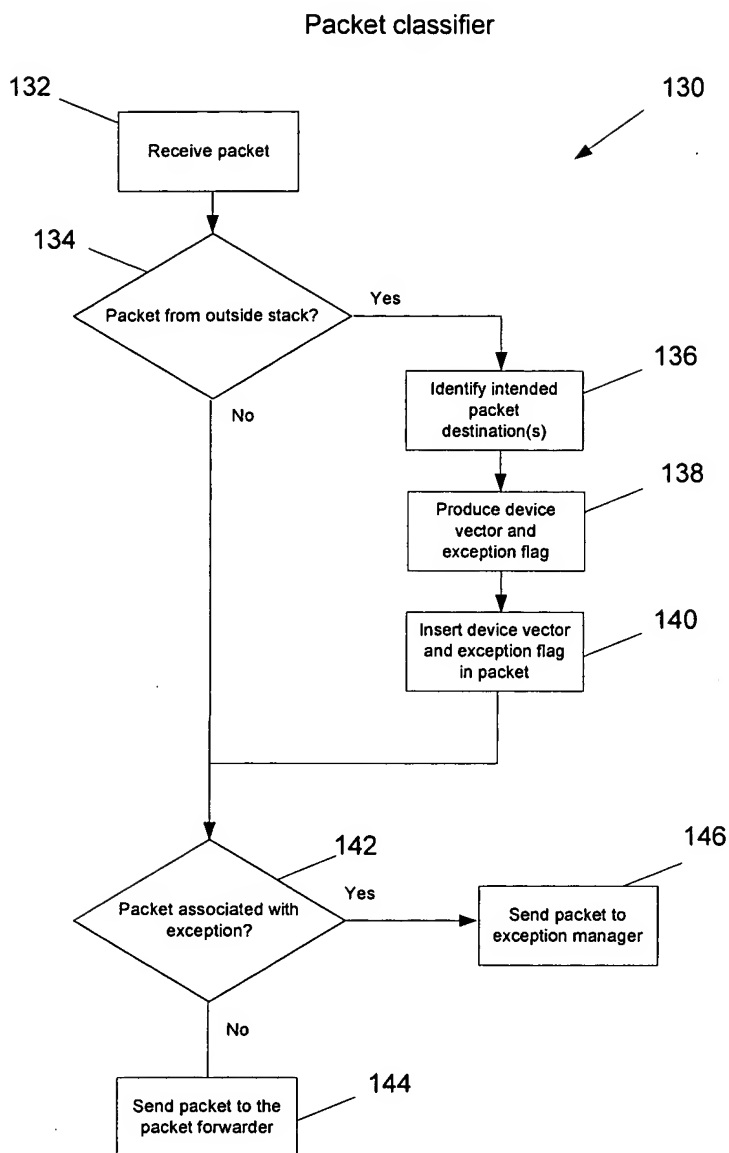 Packet classifier
132
130
Receive packet
134
Packet from outside stack?
Yes
No
136
Identify intended
packet
destination(s)
138
Produce device
vector and
exception flag
140
Insert device vector
and exception flag
in packet
142
Packet associated with
exception?
Yes
No
146
Send packet to
exception manager
144
Send packet to the
packet forwarder